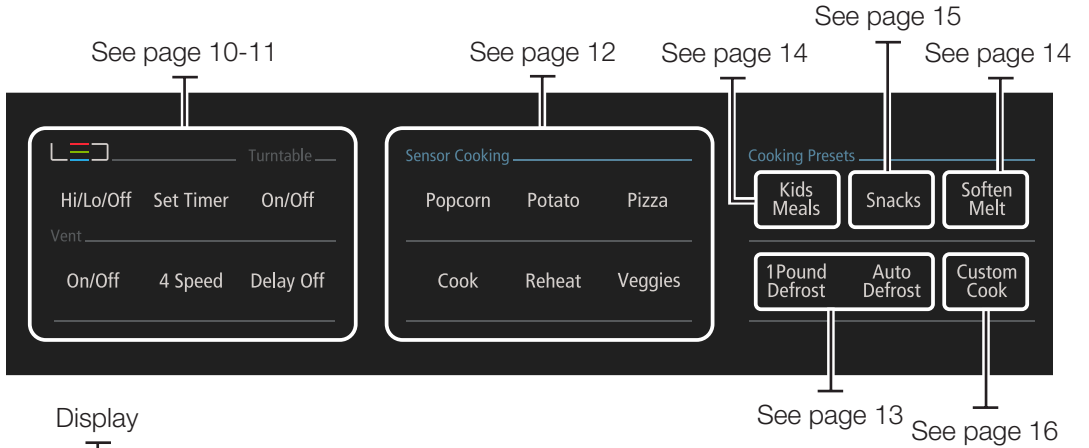 See page 15
See page 10-11
See page 12
See page 14
See page 14
LED
Turntable
Hi/Lo/Off
Set Timer
On/Off
Vent
On/Off
4 Speed
Delay Off
Sensor Cooking
Popcorn
Potato
Pizza
Cook
Reheat
Veggies
Cooking Presets
Kids
Meals
Snacks
Soften
Melt
1Pound
Defrost
Auto
Defrost
Custom
Cook
See page 13
See page 16
Display